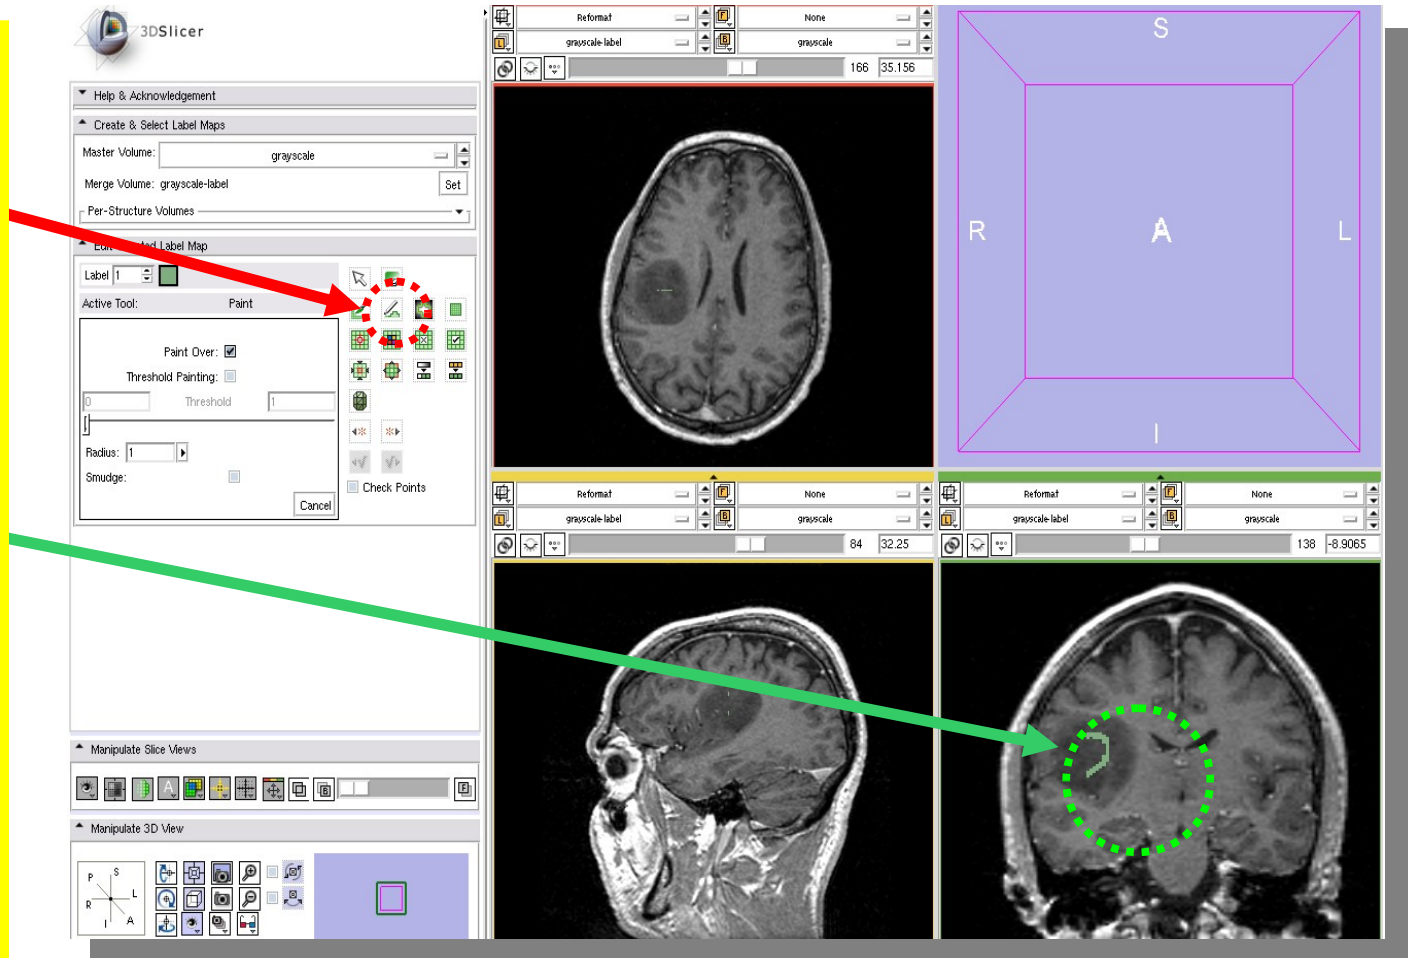 3DSlicer
Help & Acknowledgement
Create & Select Label Maps
Master Volume: grayscale
Merge Volume: grayscale-label Set
Per-Structure Volumes
Label Map
Label 1
Active Tool: Paint
Paint Over:
Threshold Painting:
0 Threshold 1
Radius: 1
Smudge:
Cancel
Check Points
Manipulate Slice Views
A B F
Manipulate 3D View
P S L R I A
Reformat F None
L grayscale-label B grayscale
166 35.156
S
R A L
I
Reformat F None
L grayscale-label B grayscale
84 32.25
Reformat F None
L grayscale-label B grayscale
138 -8.9065